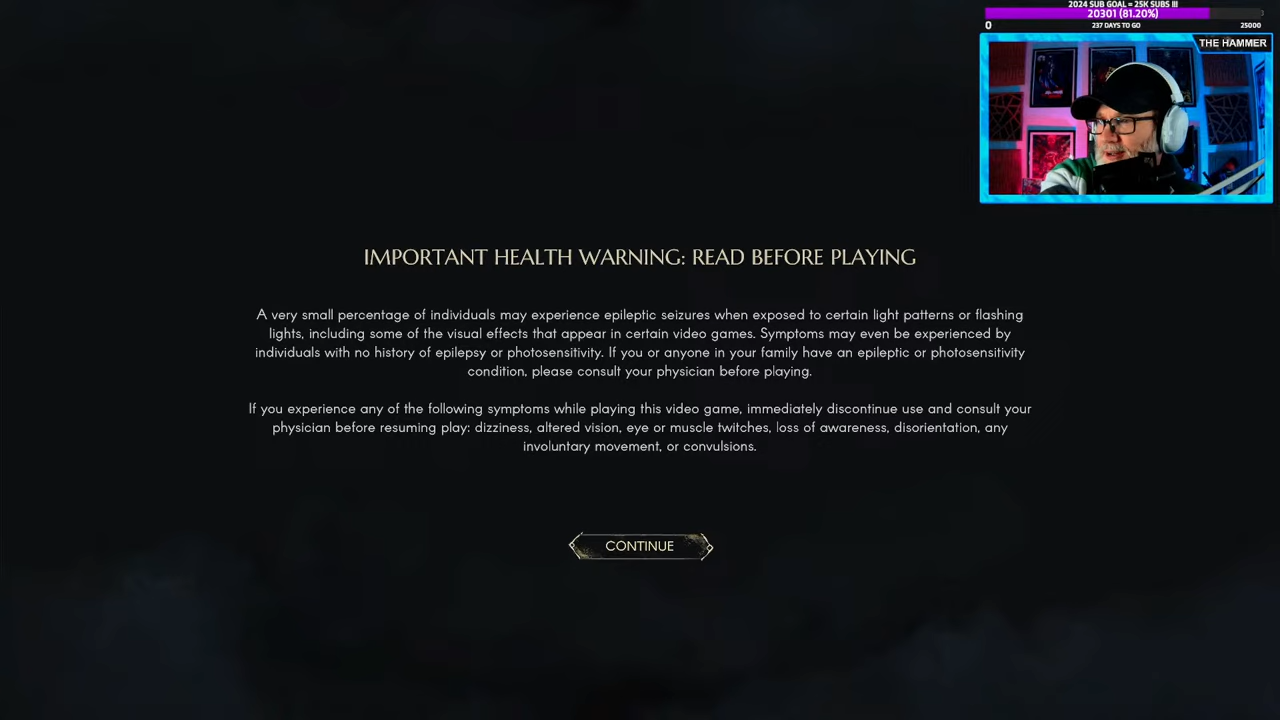 2024 SUB GOAL = 25K SUBS !!!
20301 (81.20%)
0
237 DAYS TO GO
25000
THE HAMMER
IMPORTANT HEALTH WARNING: READ BEFORE PLAYING
A very small percentage of individuals may experience epileptic seizures when exposed to certain light patterns or flashing
lights, including some of the visual effects that appear in certain video games. Symptoms may even be experienced by
individuals with no history of epilepsy or photosensitivity. If you or anyone in your family have an epileptic or photosensitivity
condition, please consult your physician before playing.
If you experience any of the following symptoms while playing this video game, immediately discontinue use and consult your
physician before resuming play: dizziness, altered vision, eye or muscle twitches, loss of awareness, disorientation, any
involuntary movement, or convulsions.
CONTINUE